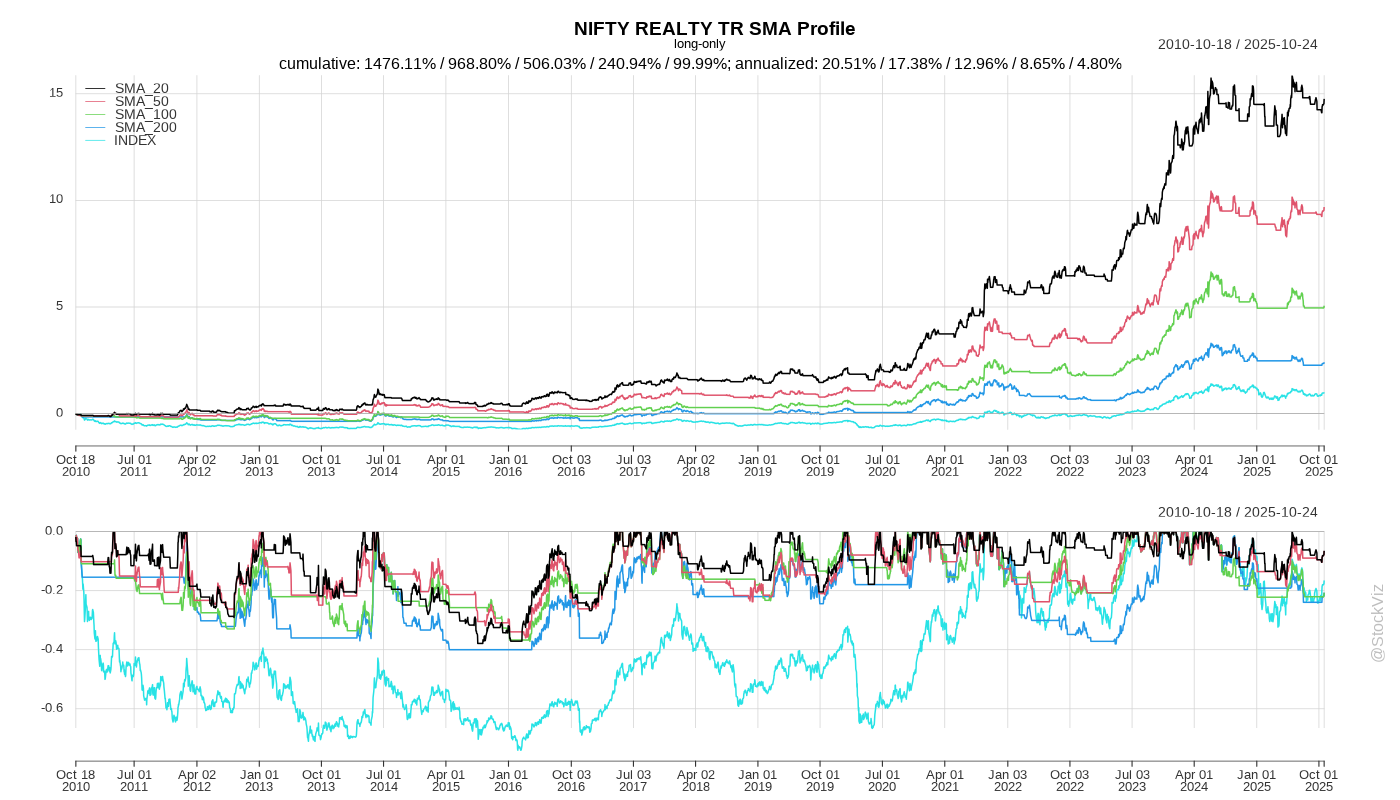 NIFTY REALTY TR SMA Profile
long-only
2010-10-18 / 2025-10-24
cumulative: 1476.11% / 968.80% / 506.03% / 240.94% / 99.99%; annualized: 20.51% / 17.38% / 12.96% / 8.65% / 4.80%
SMA_20
SMA_50
SMA_100
SMA_200
INDEX
15
10
5
0
Oct 18 Jul 01 Apr 02 Jan 01 Oct 01 Jul 01 Apr 01 Jan 01 Oct 03 Jul 03 Apr 02 Jan 01 Oct 01 Jul 01 Apr 01 Jan 03 Oct 03 Jul 03 Apr 01 Jan 01 Oct 01
2010 2011 2012 2013 2013 2014 2015 2016 2016 2017 2018 2019 2019 2020 2021 2022 2022 2023 2024 2025 2025
2010-10-18 / 2025-10-24
0.0
-0.2
-0.4
-0.6
Oct 18 Jul 01 Apr 02 Jan 01 Oct 01 Jul 01 Apr 01 Jan 01 Oct 03 Jul 03 Apr 02 Jan 01 Oct 01 Jul 01 Apr 01 Jan 03 Oct 03 Jul 03 Apr 01 Jan 01 Oct 01
2010 2011 2012 2013 2013 2014 2015 2016 2016 2017 2018 2019 2019 2020 2021 2022 2022 2023 2024 2025 2025
@StockViz